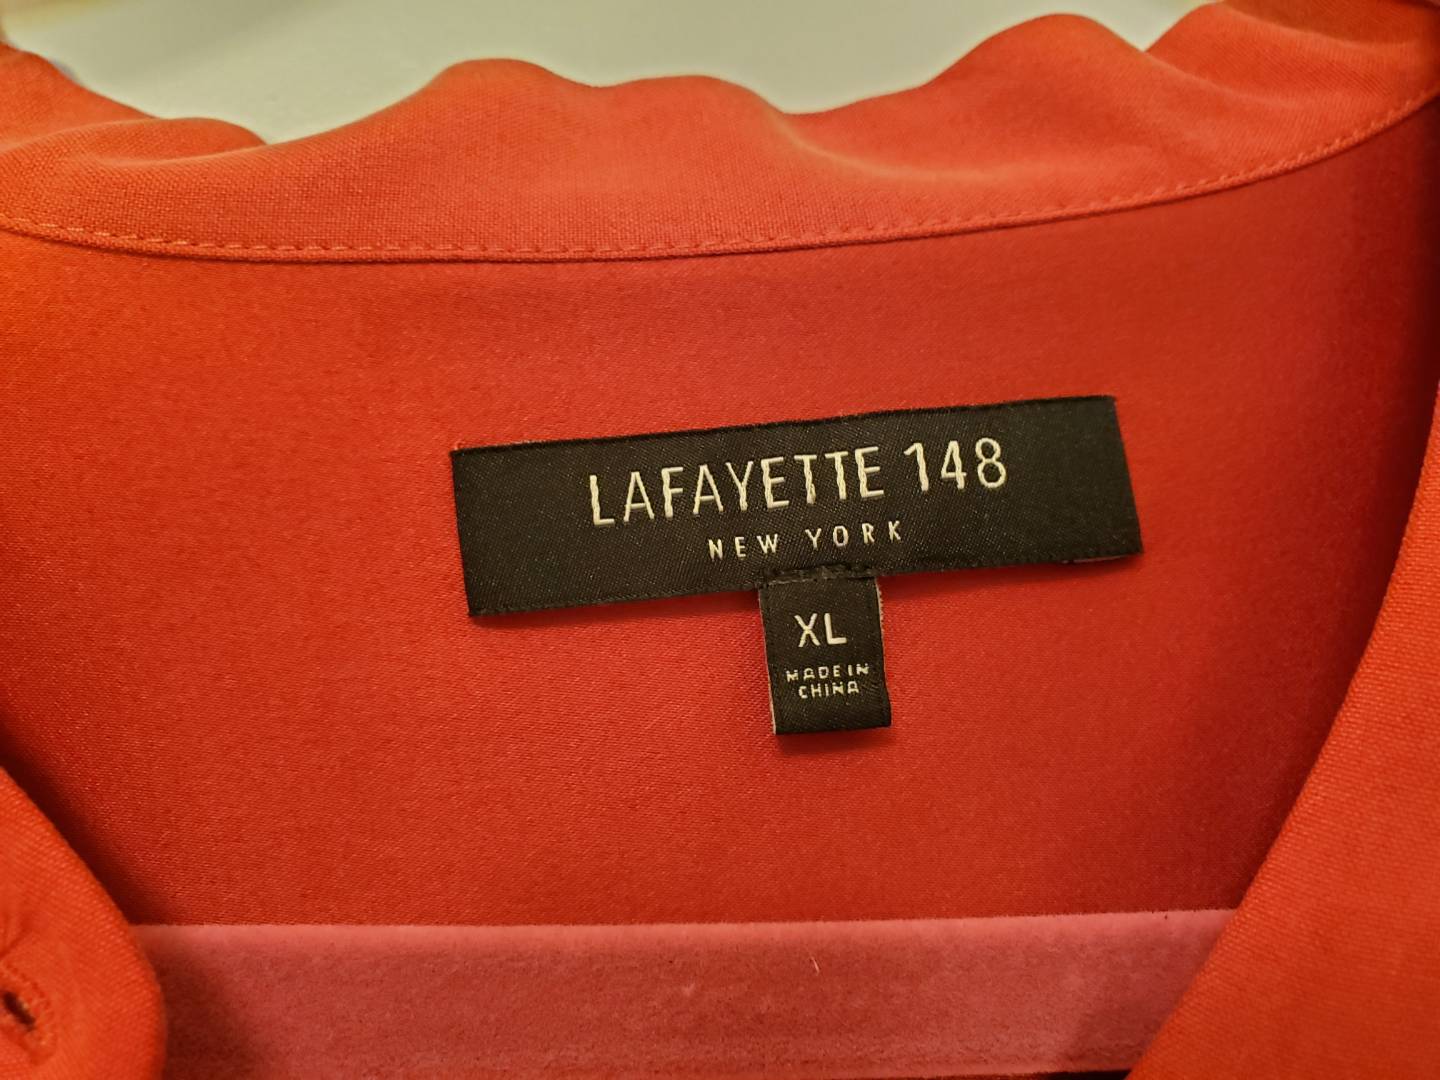 LAFAYETTE 148
NEW YORK
XL
MADE IN
CHINA